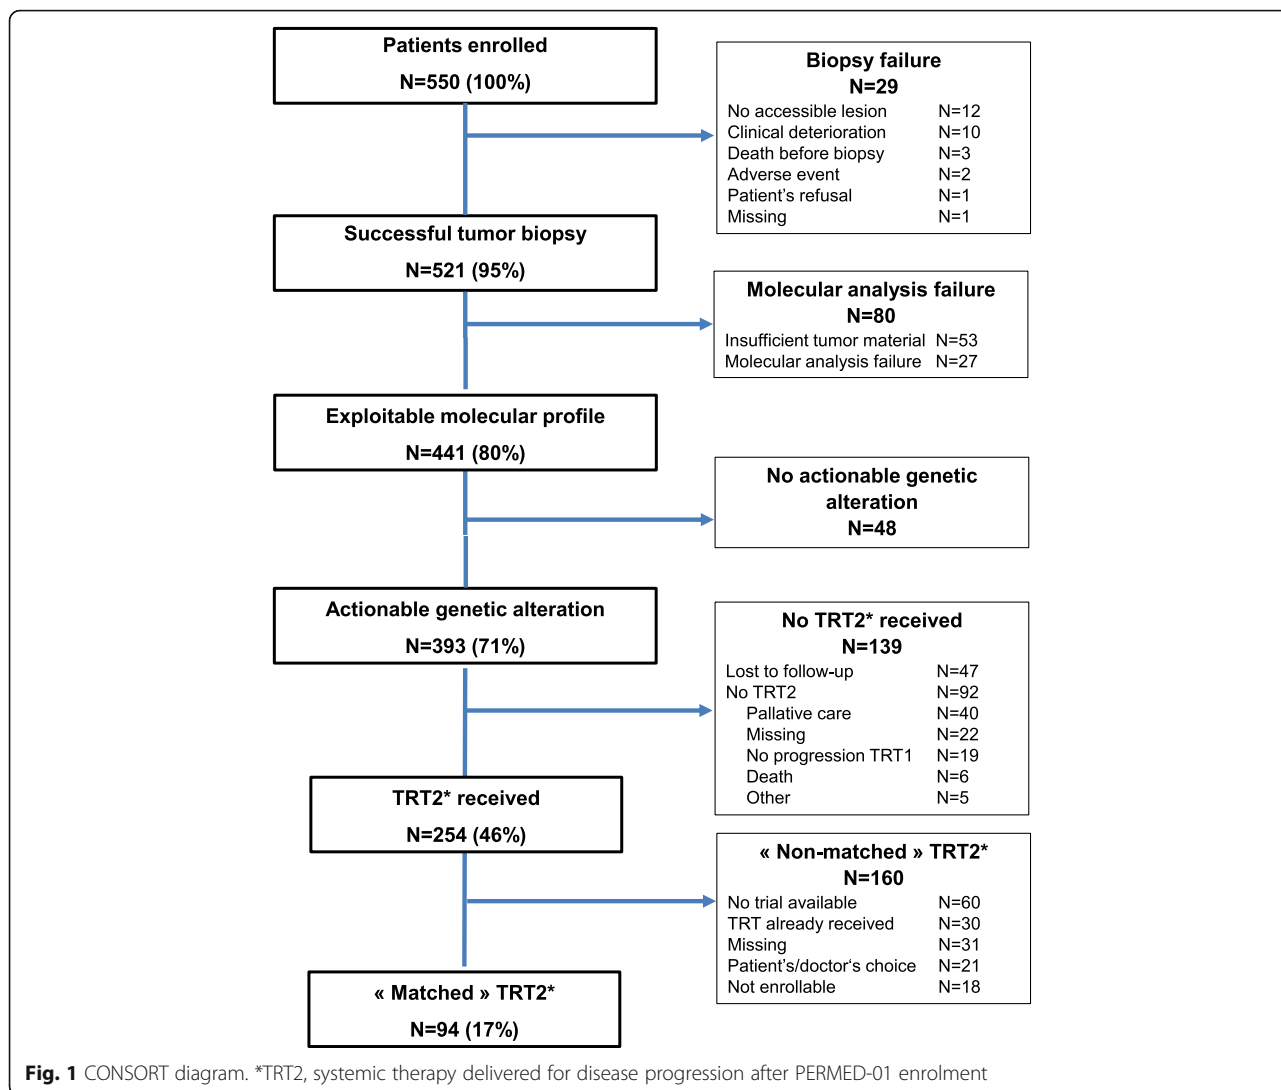 Patients enrolled
N=550 (100%)
Biopsy failure
N=29
No accessible lesion N=12
Clinical deterioration N=10
Death before biopsy N=3
Adverse event N=2
Patient's refusal N=1
Missing N=1
Successful tumor biopsy
N=521 (95%)
Molecular analysis failure
N=80
Insufficient tumor material N=53
Molecular analysis failure N=27
Exploitable molecular profile
N=441 (80%)
No actionable genetic
alteration
N=48
Actionable genetic alteration
N=393 (71%)
No TRT2* received
N=139
Lost to follow-up N=47
No TRT2 N=92
Pallative care N=40
Missing N=22
No progression TRT1 N=19
Death N=6
Other N=5
TRT2* received
N=254 (46%)
« Non-matched » TRT2*
N=160
No trial available N=60
TRT already received N=30
Missing N=31
Patient's/doctor‘s choice N=21
Not enrollable N=18
« Matched » TRT2*
N=94 (17%)
Fig. 1 CONSORT diagram. *TRT2, systemic therapy delivered for disease progression after PERMED-01 enrolment